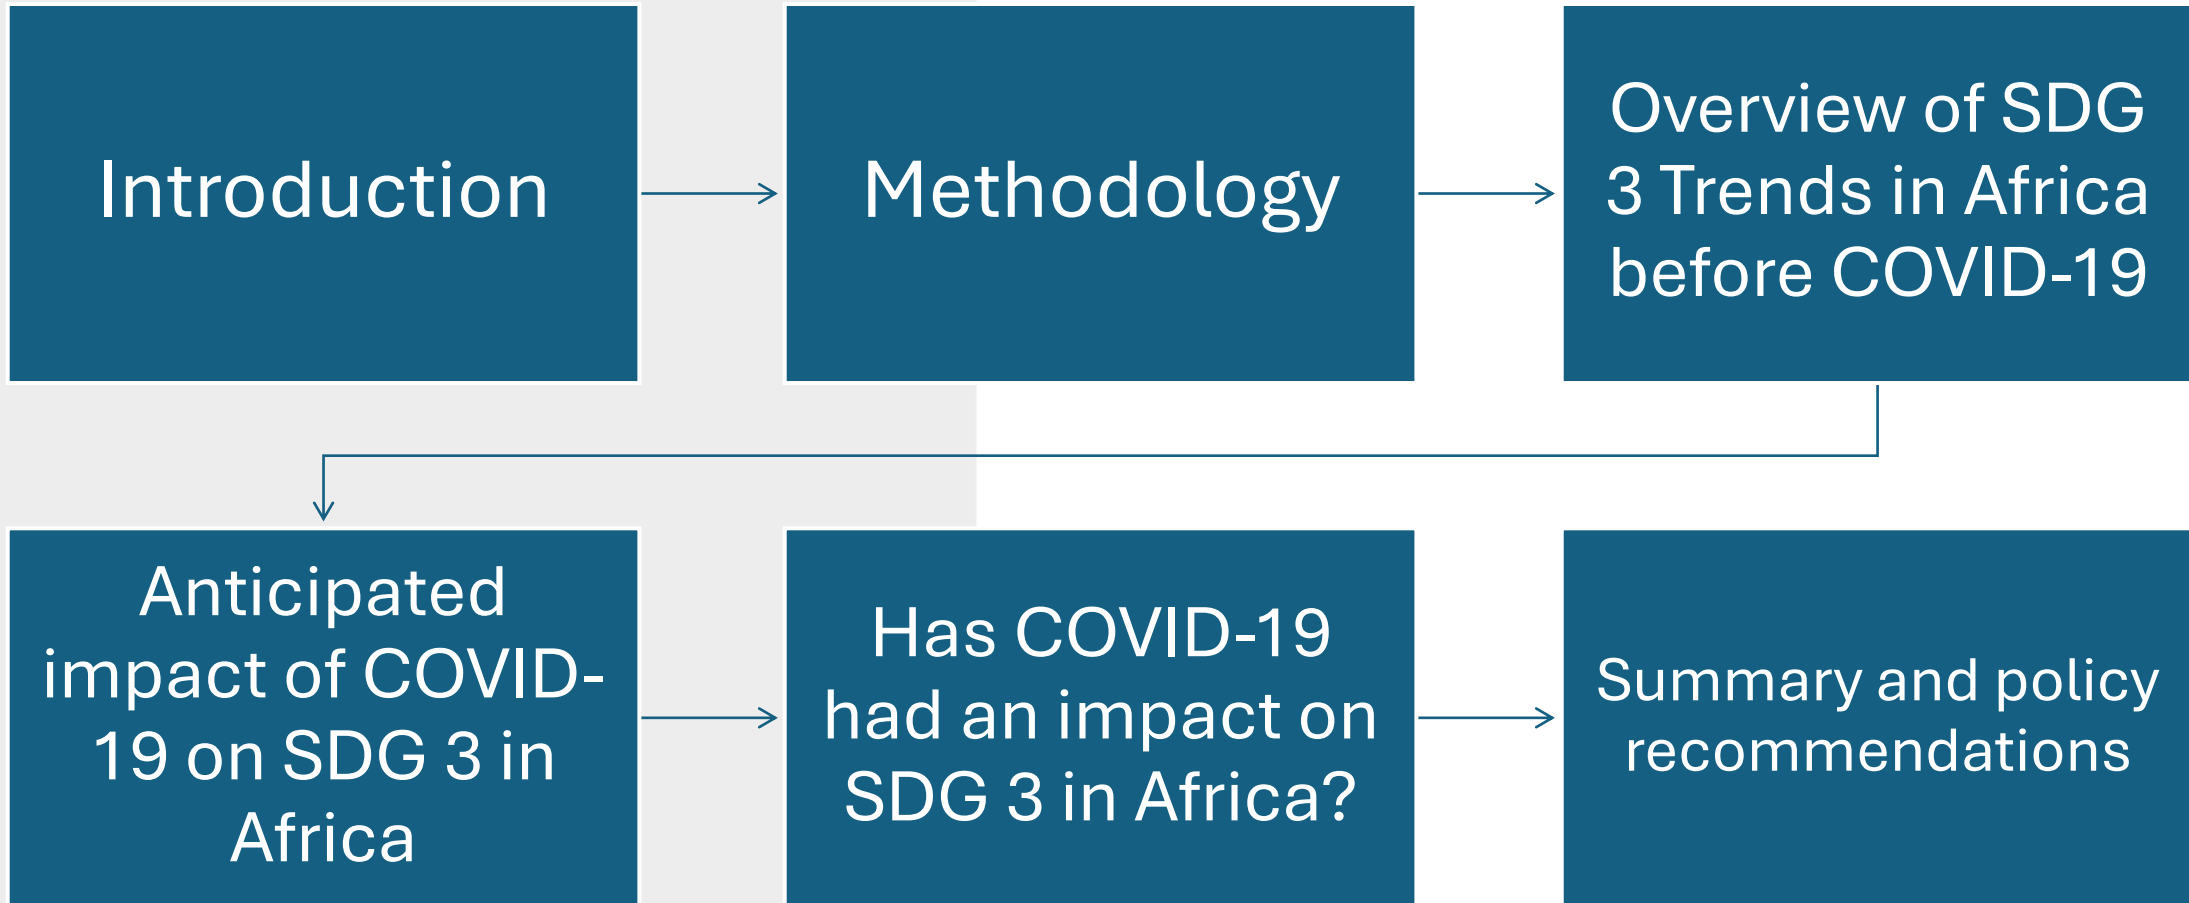 Introduction
Methodology
Overview of SDG
3 Trends in Africa
before COVID-19
Anticipated
impact of COVID-
19 on SDG 3 in
Africa
Has COVID-19
had an impact on
SDG 3 in Africa?
Summary and policy
recommendations